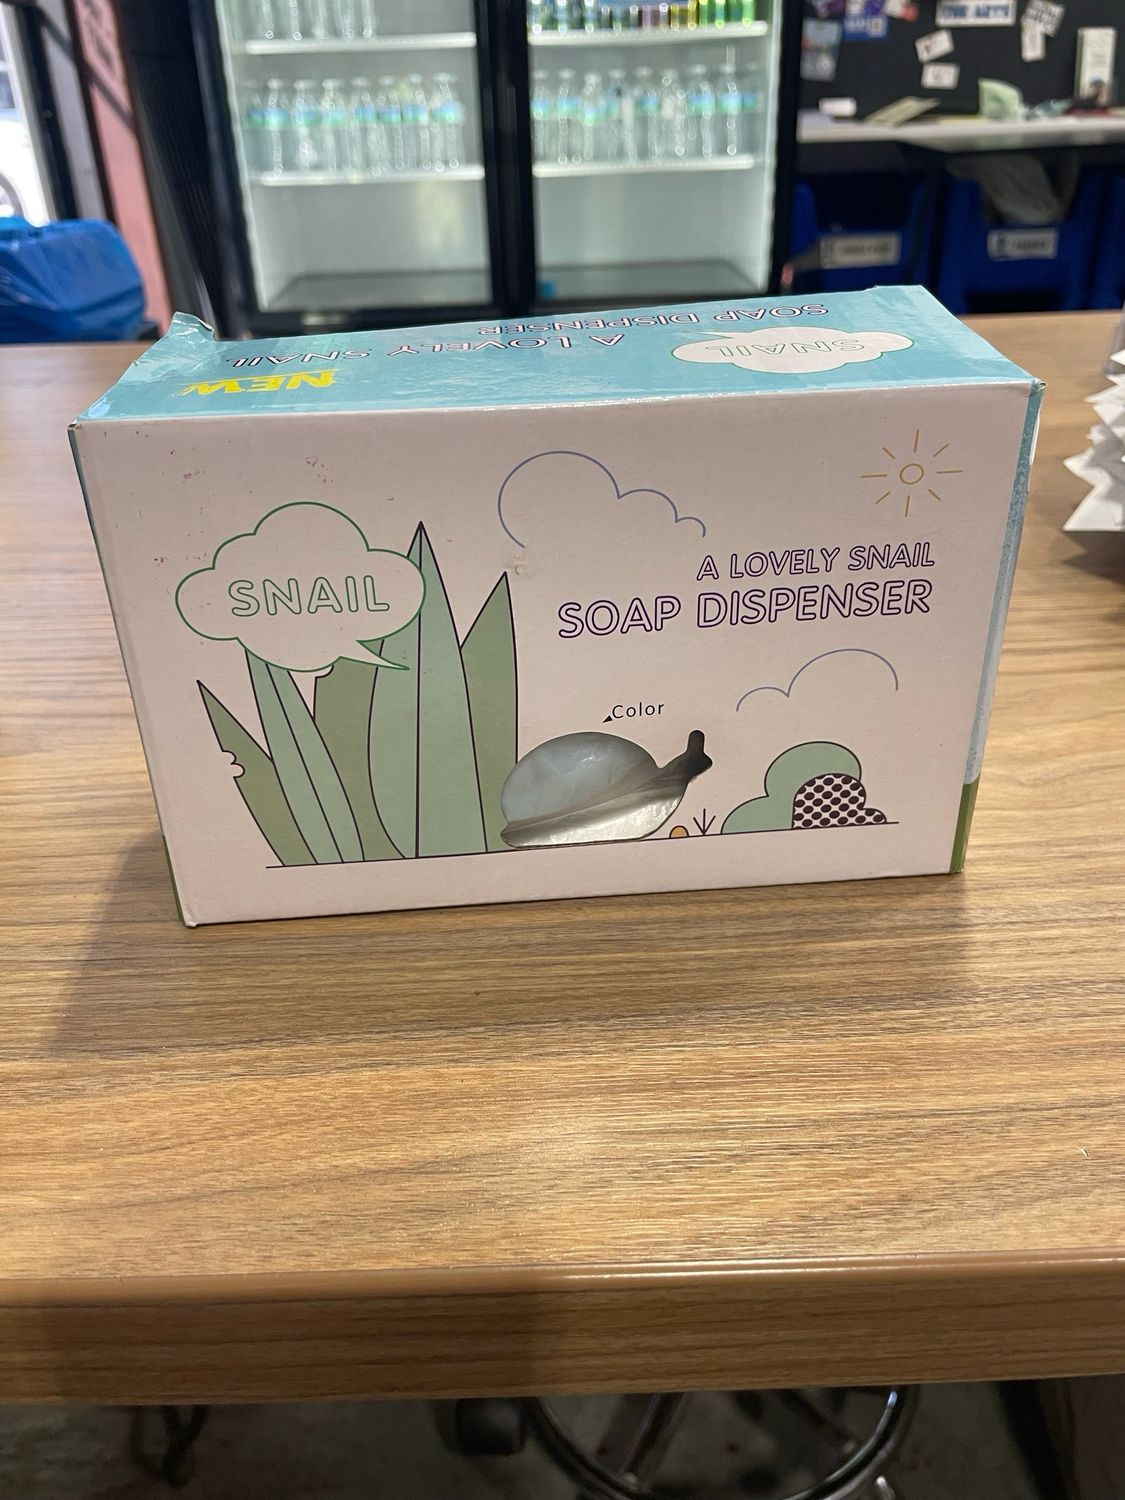 SOAP DISPENSER
A LOVELY SNAIL
SNAIL
NEW
SNAIL
A LOVELY SNAIL
SOAP DISPENSER
Color